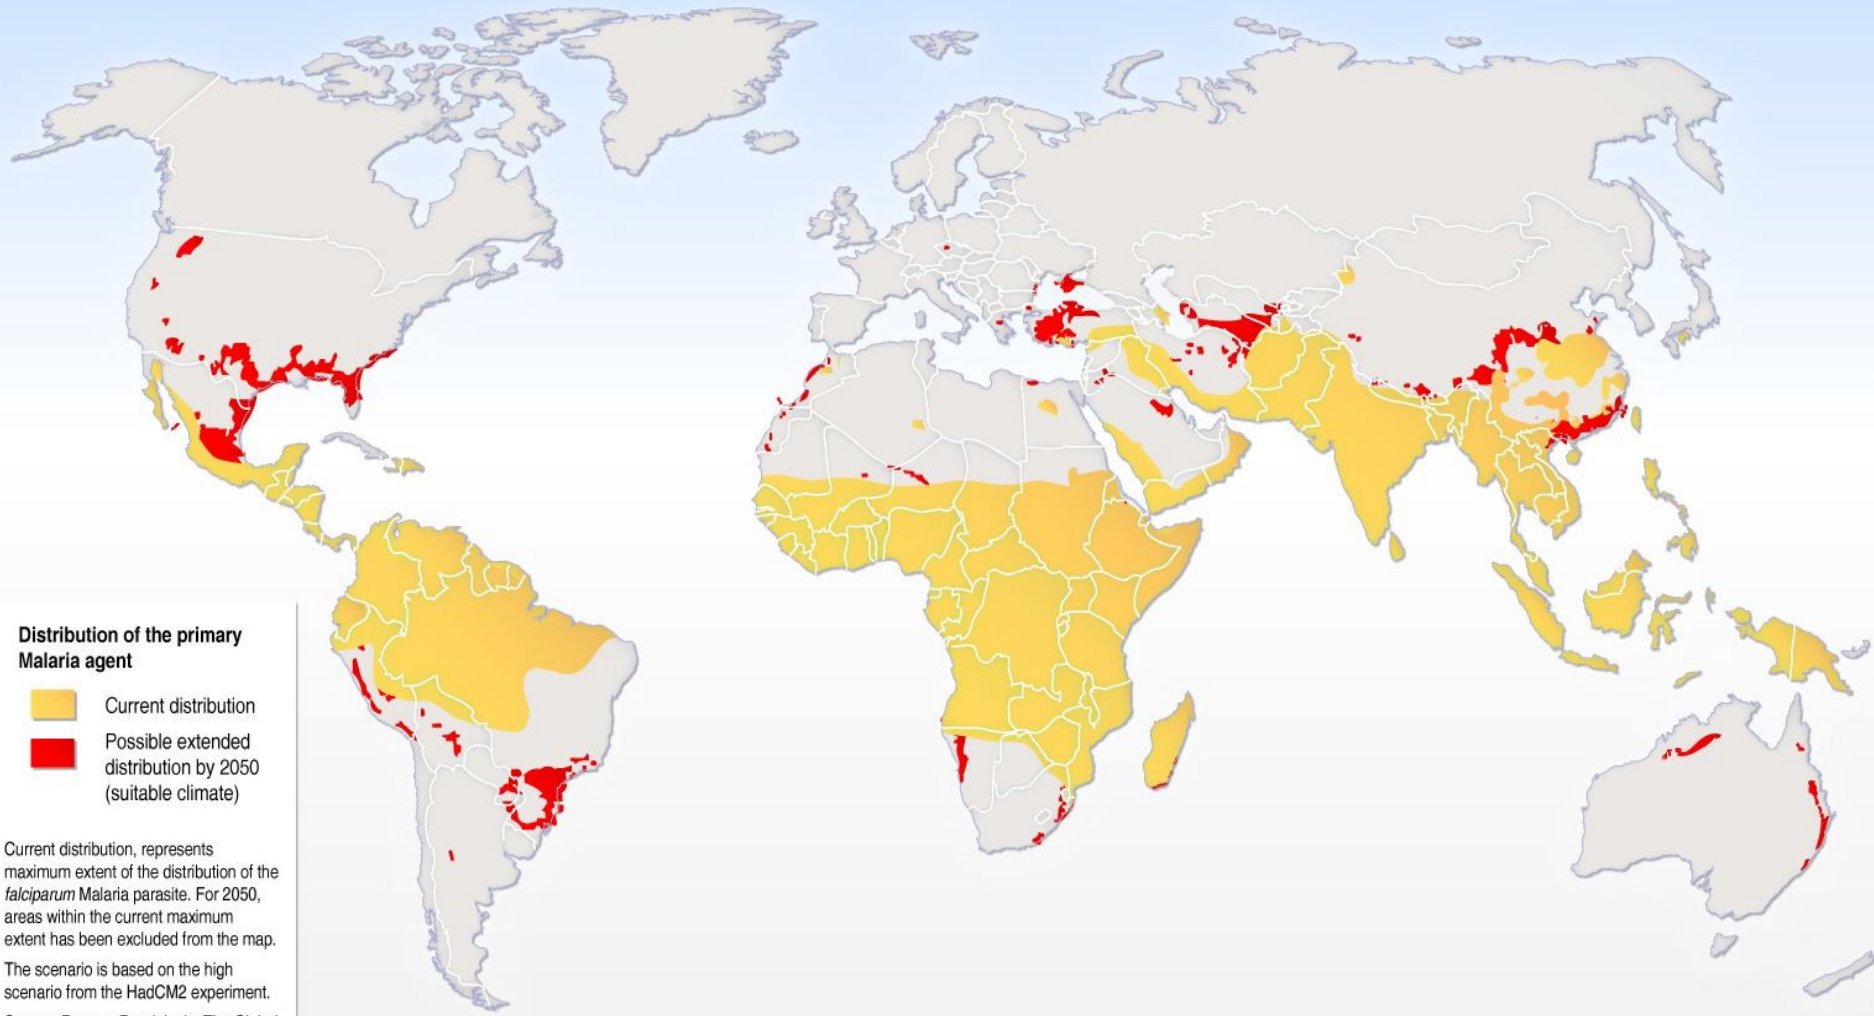 Distribution of the primary
Malaria agent
Current distribution
Possible extended
distribution by 2050
(suitable climate)
Current distribution, represents
maximum extent of the distribution of the
falciparum Malaria parasite. For 2050,
areas within the current maximum
extent has been excluded from the map.
The scenario is based on the high
scenario from the HadCM2 experiment.